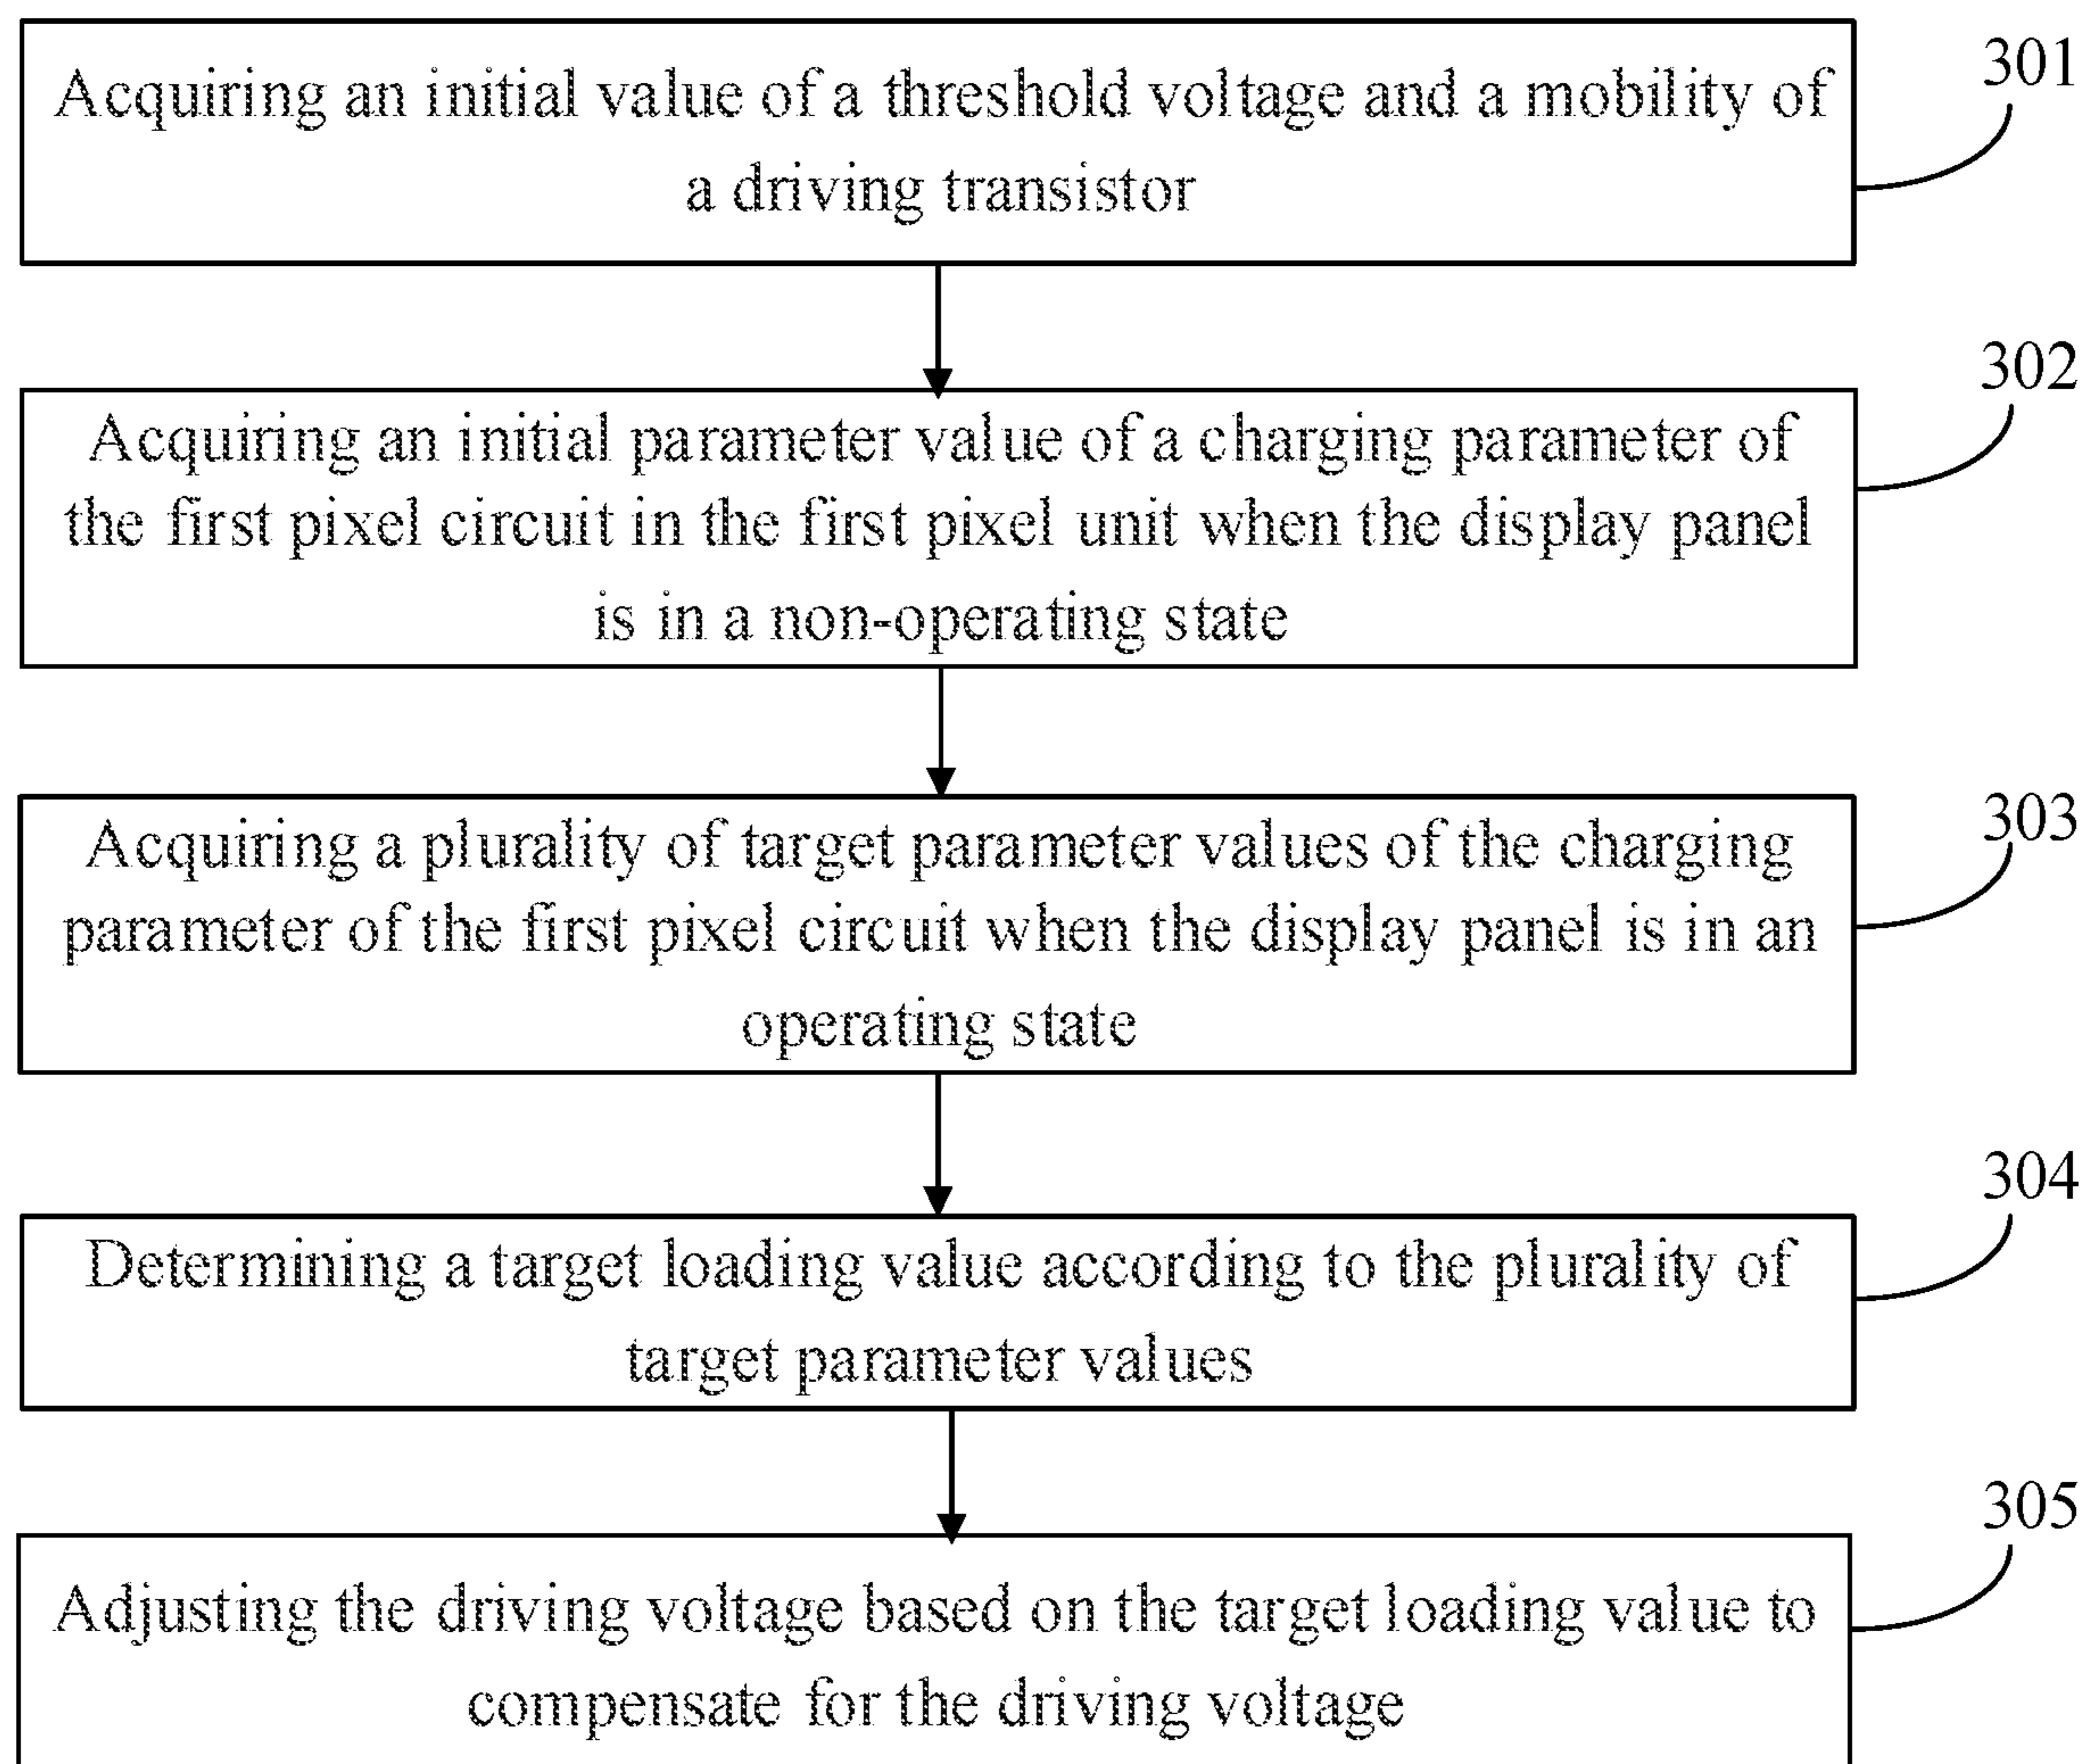 Acquiring an initial value of a threshold voltage and a mobility of
a driving transistor
301
Acquiring an initial parameter value of a charging parameter of
the first pixel circuit in the first pixel unit when the display panel
is in a non-operating state
302
Acquiring a plurality of target parameter values of the charging
parameter of the first pixel circuit when the display panel is in an
operating state
303
Determining a target loading value according to the plurality of
target parameter values
304
Adjusting the driving voltage based on the target loading value to
compensate for the driving voltage
305